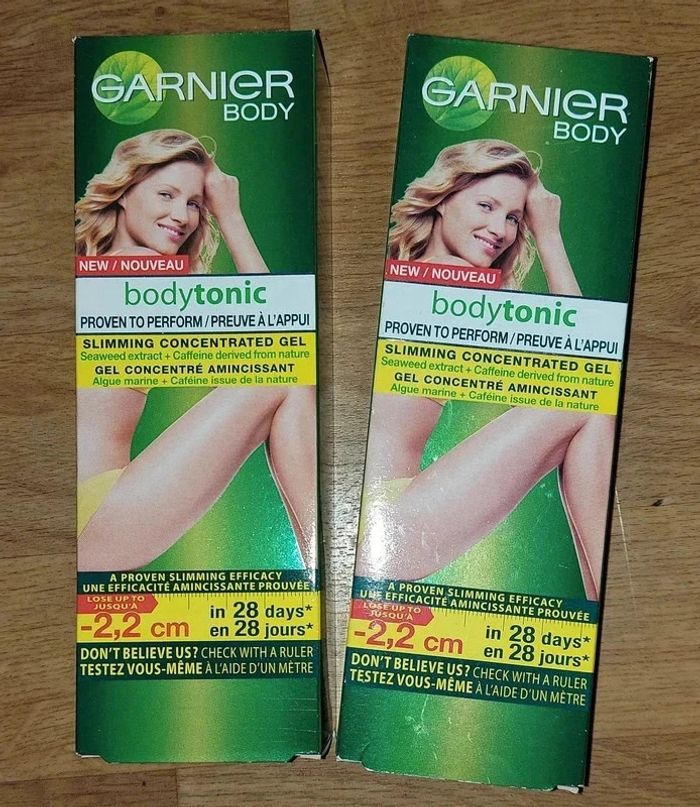 GARNIER
BODY
NEW / NOUVEAU
bodytonic
PROVEN TO PERFORM / PREUVE À L'APPUI
SLIMMING CONCENTRATED GEL
Seaweed extract + Caffeine derived from nature
GEL CONCENTRÉ AMINCISSANT
Algue marine + Caféine issue de la nature
A PROVEN SLIMMING EFFICACY
UNE EFFICACITÉ AMINCISSANTE PROUVÉE
LOSE UP TO
JUSQU'À
-2,2 cm
in 28 days*
en 28 jours*
DON'T BELIEVE US? CHECK WITH A RULER
TESTEZ VOUS-MÊME À L'AIDE D'UN MÈTRE
GARNIER
BODY
NEW / NOUVEAU
bodytonic
PROVEN TO PERFORM / PREUVE À L'APPUI
SLIMMING CONCENTRATED GEL
Seaweed extract + Caffeine derived from nature
GEL CONCENTRÉ AMINCISSANT
Algue marine + Caféine issue de la nature
A PROVEN SLIMMING EFFICACY
UNE EFFICACITÉ AMINCISSANTE PROUVÉE
LOSE UP TO
JUSQU'À
-2,2 cm
in 28 days*
en 28 jours*
DON'T BELIEVE US? CHECK WITH A RULER
TESTEZ VOUS-MÊME À L'AIDE D'UN MÈTRE